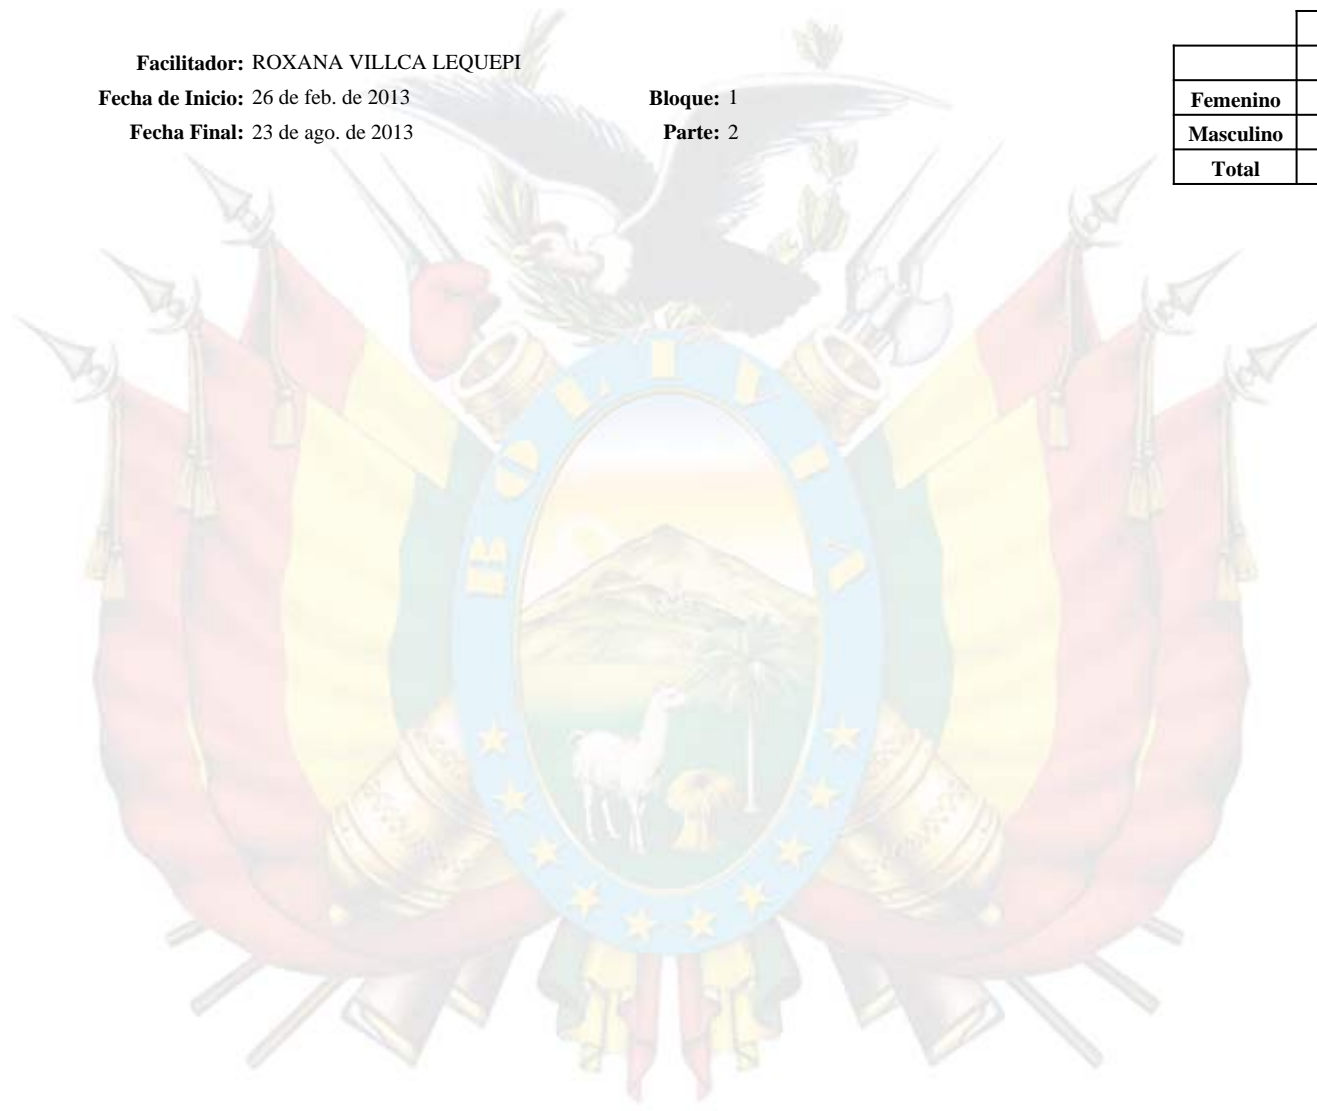 Facilitador: ROXANA VILLCA LEQUEPI
Fecha de Inicio: 26 de feb. de 2013 Bloque: 1
Fecha Final: 23 de ago. de 2013 Parte: 2
Femenino
Masculino
Total
BOLIVIA